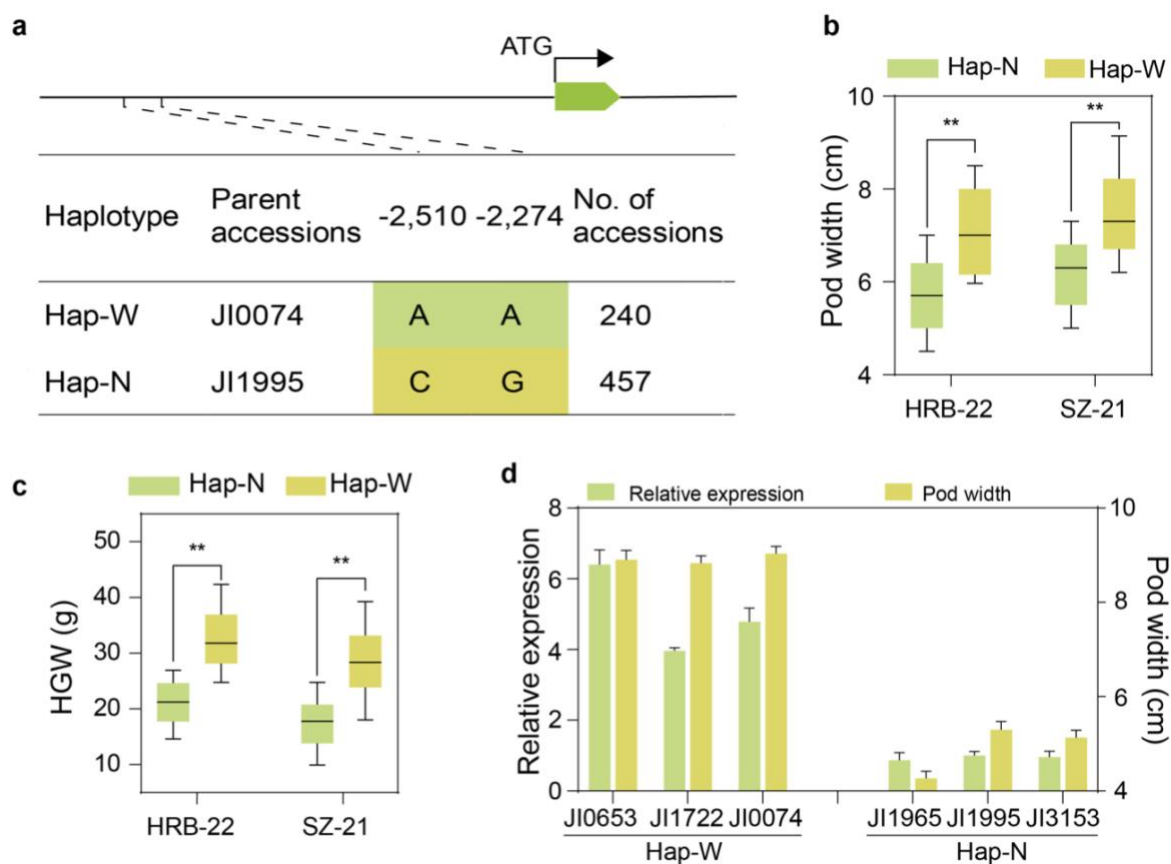 a
ATG
Haplotype Parent accessions -2,510 -2,274 No. of accessions
Hap-W JI0074 A A 240
Hap-N JI1995 C G 457
b
Hap-N Hap-W
Pod width (cm)
10
8
6
4
**
**
HRB-22 SZ-21
c
Hap-N Hap-W
HGW (g)
50
40
30
20
10
**
**
HRB-22 SZ-21
d
Relative expression Pod width
Relative expression
8
6
4
2
0
Pod width (cm)
10
8
6
4
JI0653 JI1722 JI0074 JI1965 JI1995 JI3153
Hap-W Hap-N